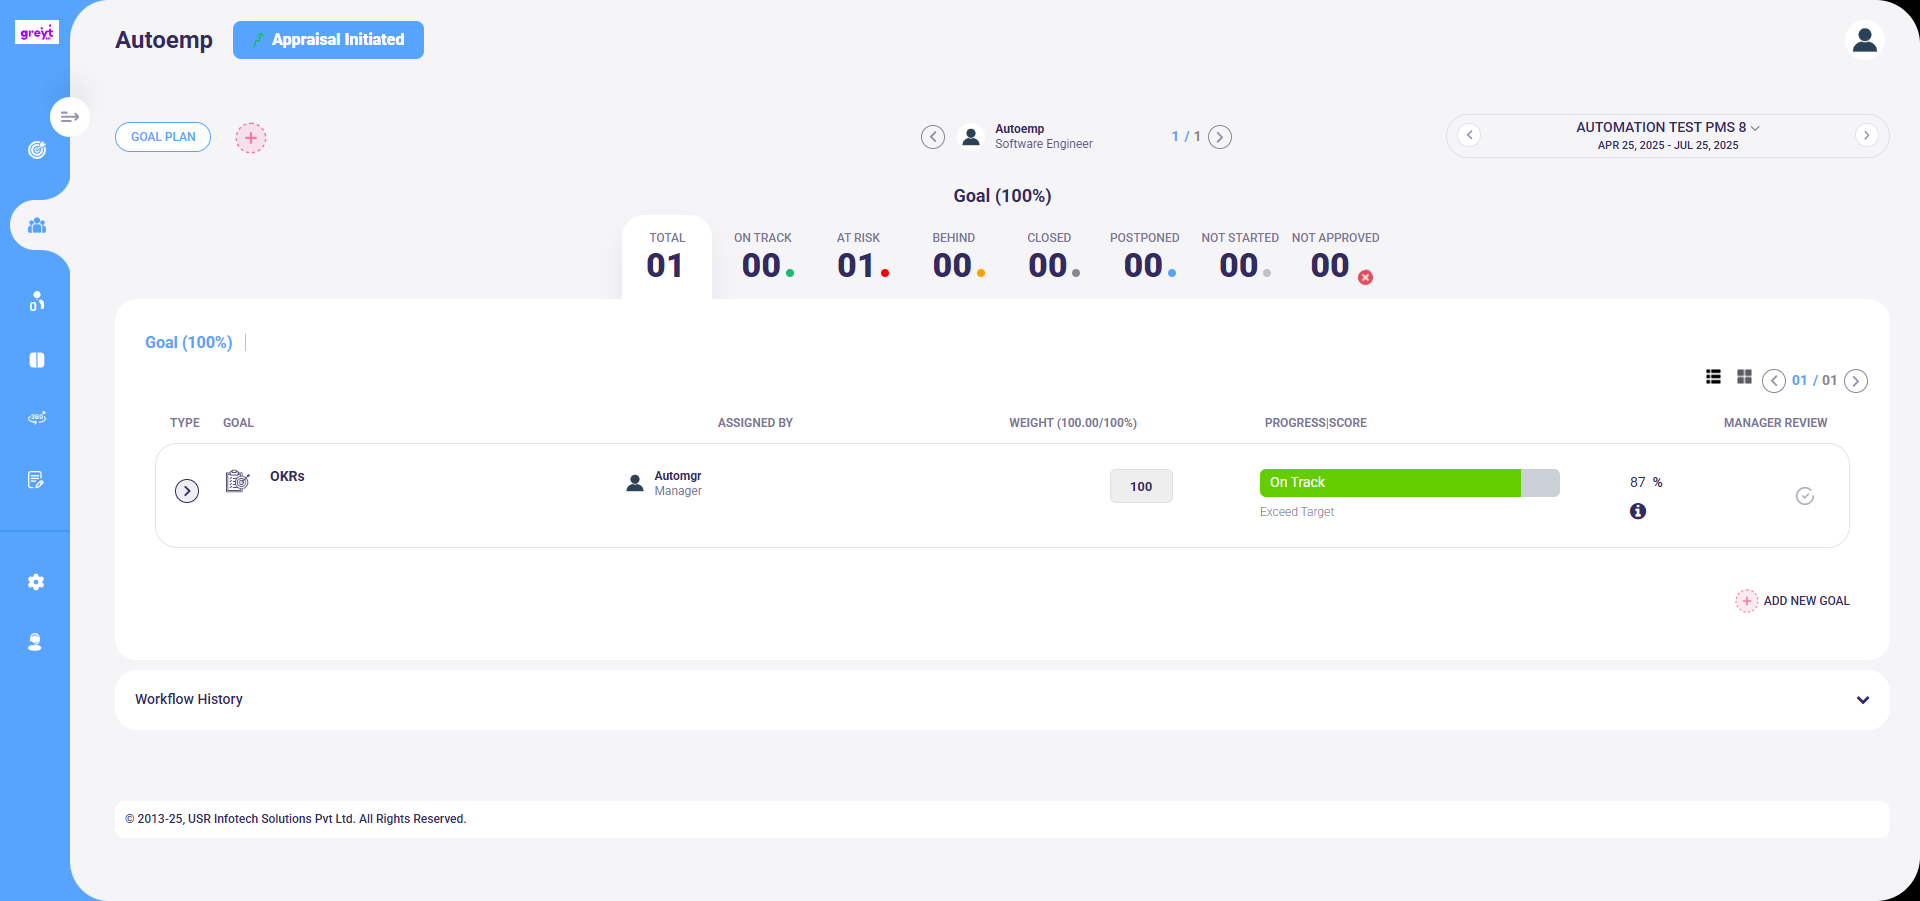 greyt
Autoemp
Appraisal Initiated
GOAL PLAN
Autoemp
Software Engineer
1 / 1
AUTOMATION TEST PMS 8
APR 25, 2025 - JUL 25, 2025
Goal (100%)
TOTAL ON TRACK AT RISK BEHIND CLOSED POSTPONED NOT STARTED NOT APPROVED
01 00 01 00 00 00 00 00
Goal (100%)
01 / 01
TYPE GOAL ASSIGNED BY WEIGHT (100.00/100%) PROGRESS|SCORE MANAGER REVIEW
OKRs
Automgr
Manager
100
On Track
87 %
Exceed Target
ADD NEW GOAL
Workflow History
360
© 2013-25, USR Infotech Solutions Pvt Ltd. All Rights Reserved.